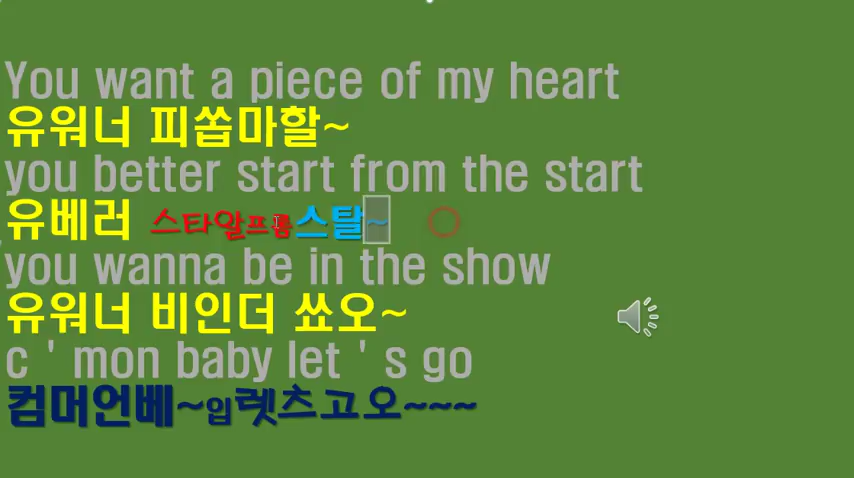 You want a piece of my heart
유워너 피쏩마할~
you better start from the start
유베러 스타알프롬스탈~
you wanna be in the show
유워너 비인더 쑈오~
c ' mon baby let ' s go
컴머언베~입렛츠고오~~~